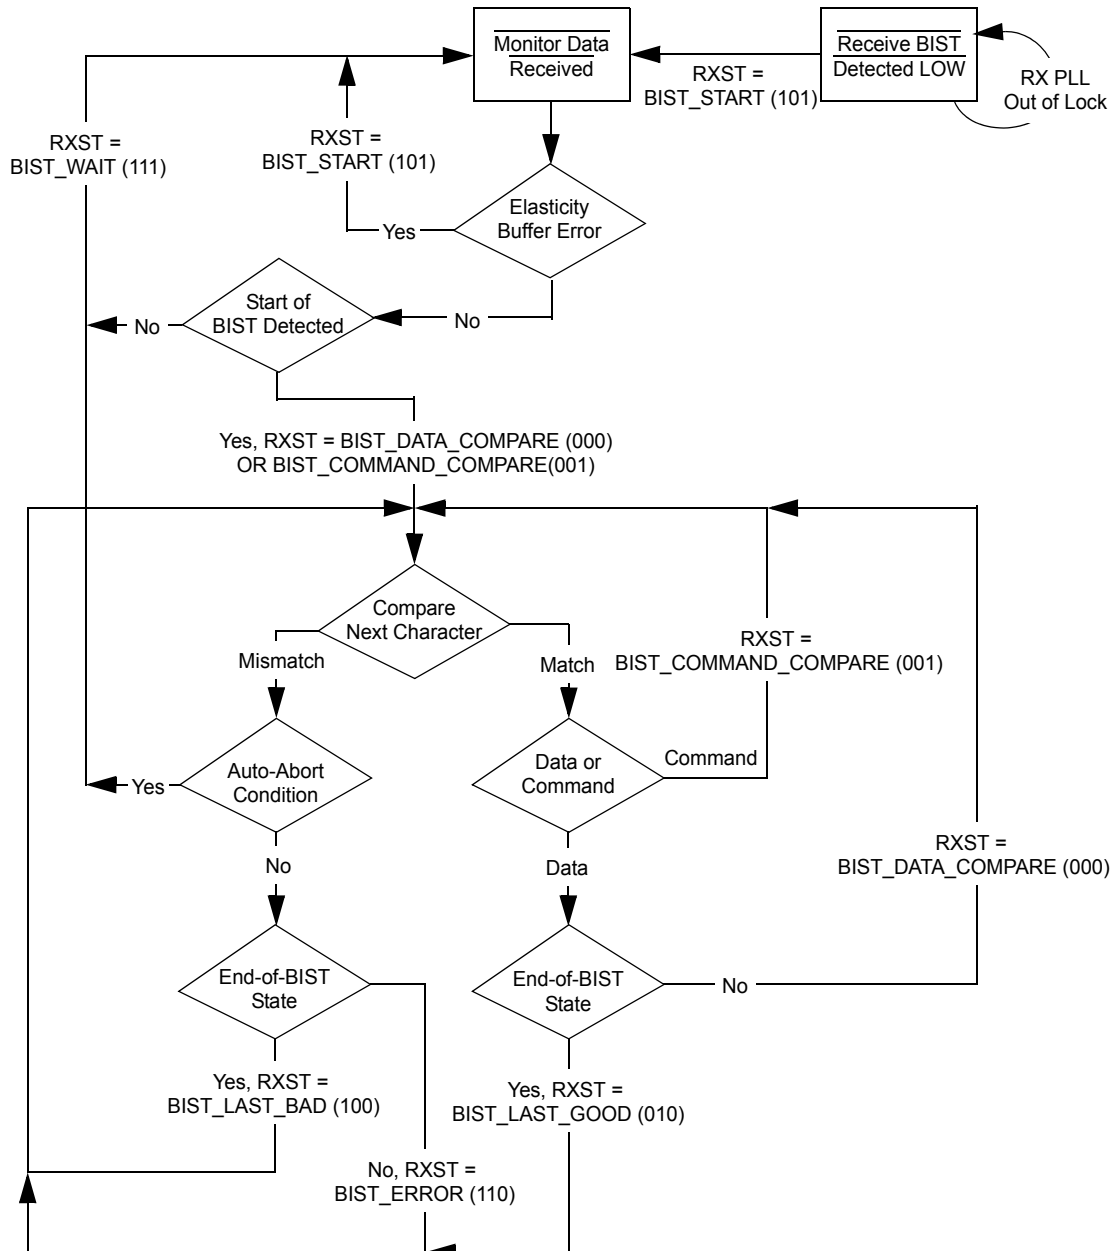 Monitor Data
Received
Receive BIST
Detected LOW
RX PLL
Out of Lock
RXST =
BIST_START (101)
RXST =
BIST_WAIT (111)
RXST =
BIST_START (101)
Elasticity
Buffer Error
Yes
Start of
BIST Detected
No
No
Yes, RXST = BIST_DATA_COMPARE (000)
OR BIST_COMMAND_COMPARE(001)
Compare
Next Character
Mismatch
Match
RXST =
BIST_COMMAND_COMPARE (001)
Auto-Abort
Condition
Yes
Data or
Command
Command
No
Data
RXST =
BIST_DATA_COMPARE (000)
End-of-BIST
State
End-of-BIST
State
No
Yes, RXST =
BIST_LAST_BAD (100)
Yes, RXST =
BIST_LAST_GOOD (010)
No, RXST =
BIST_ERROR (110)